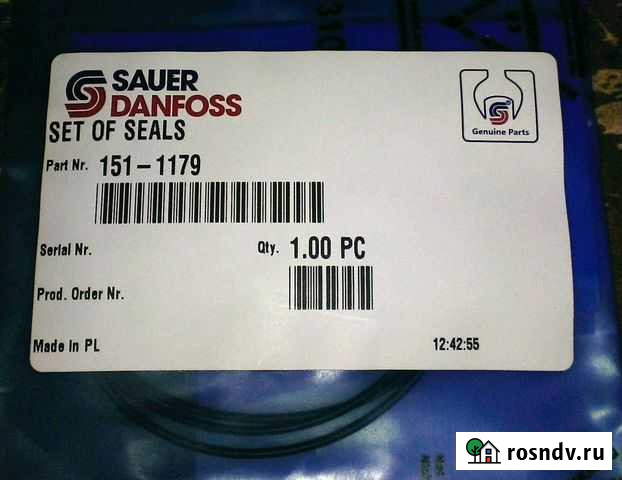 SAUER
DANFOSS
Genuine Parts
SET OF SEALS
Part Nr. 151-1179
Serial Nr.
Qty. 1.00 PC
Prod. Order Nr.
Made in PL
12:42:55
rosndv.ru